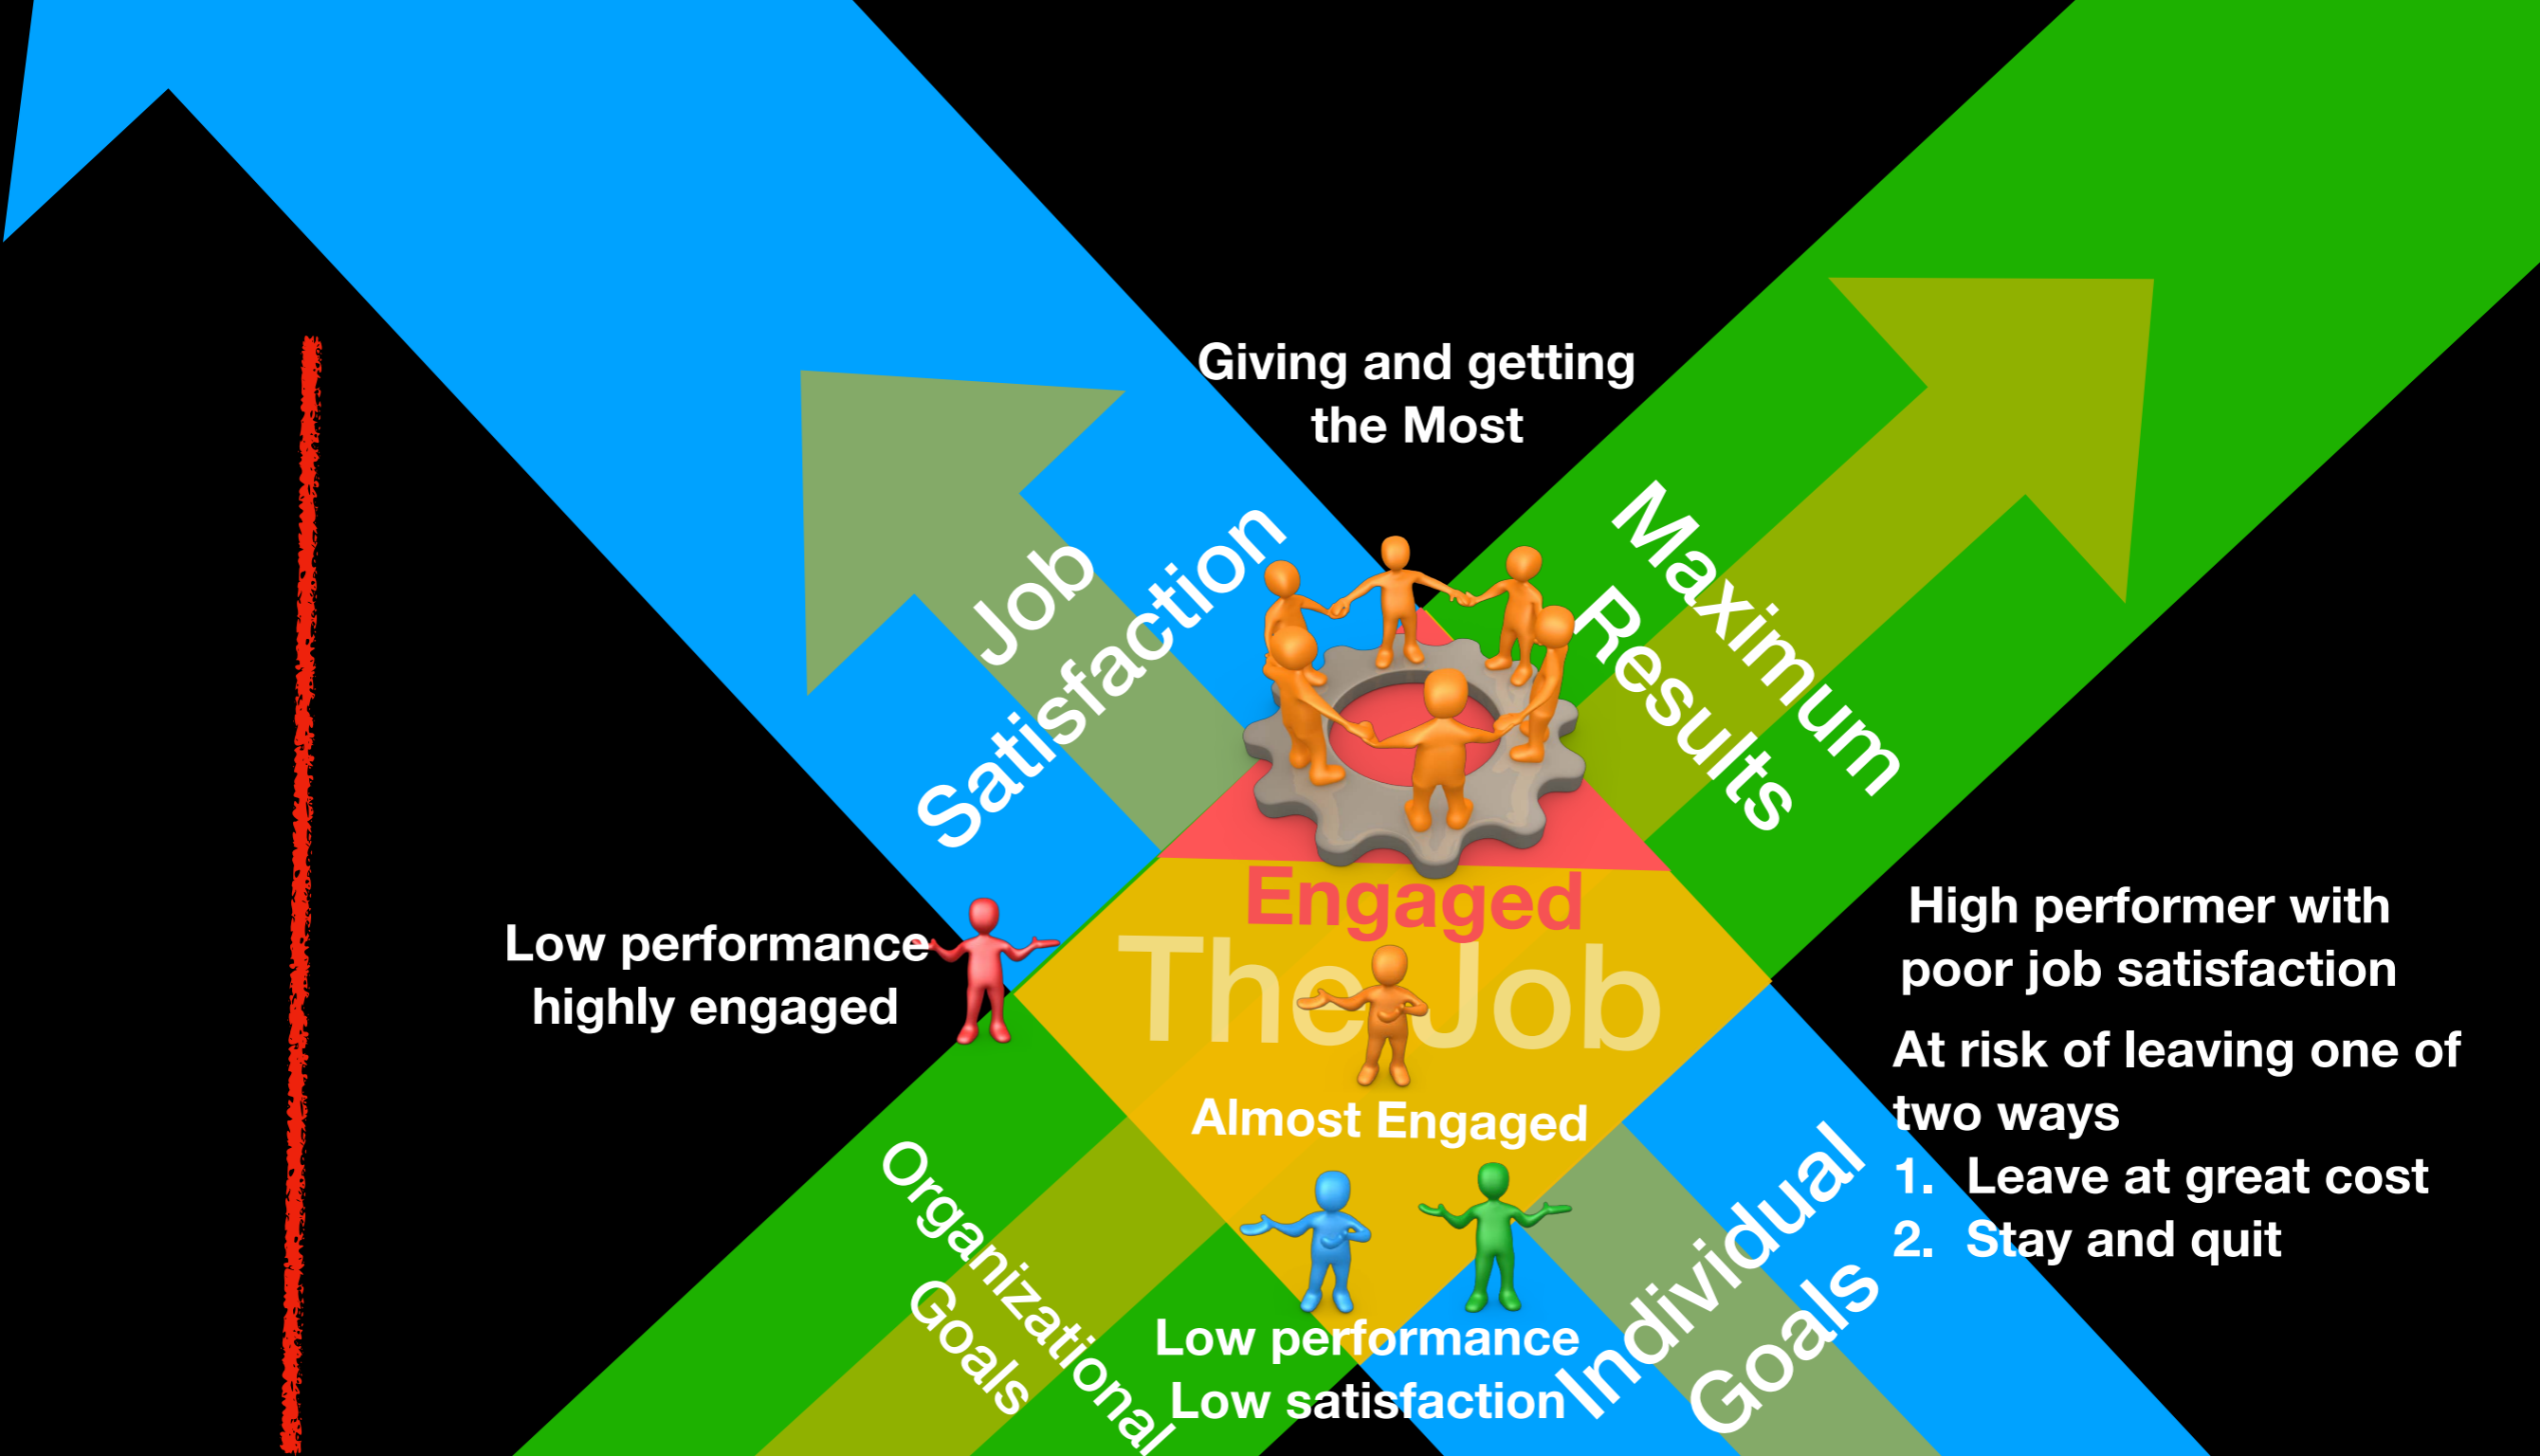 Giving and getting
the Most
Job
Satisfaction
Maximum
Results
Engaged
The Job
Low performance
highly engaged
High performer with
poor job satisfaction
At risk of leaving one of
two ways
1. Leave at great cost
2. Stay and quit
Almost Engaged
Organizational
Goals
Low performance
Low satisfaction
Individual
Goals